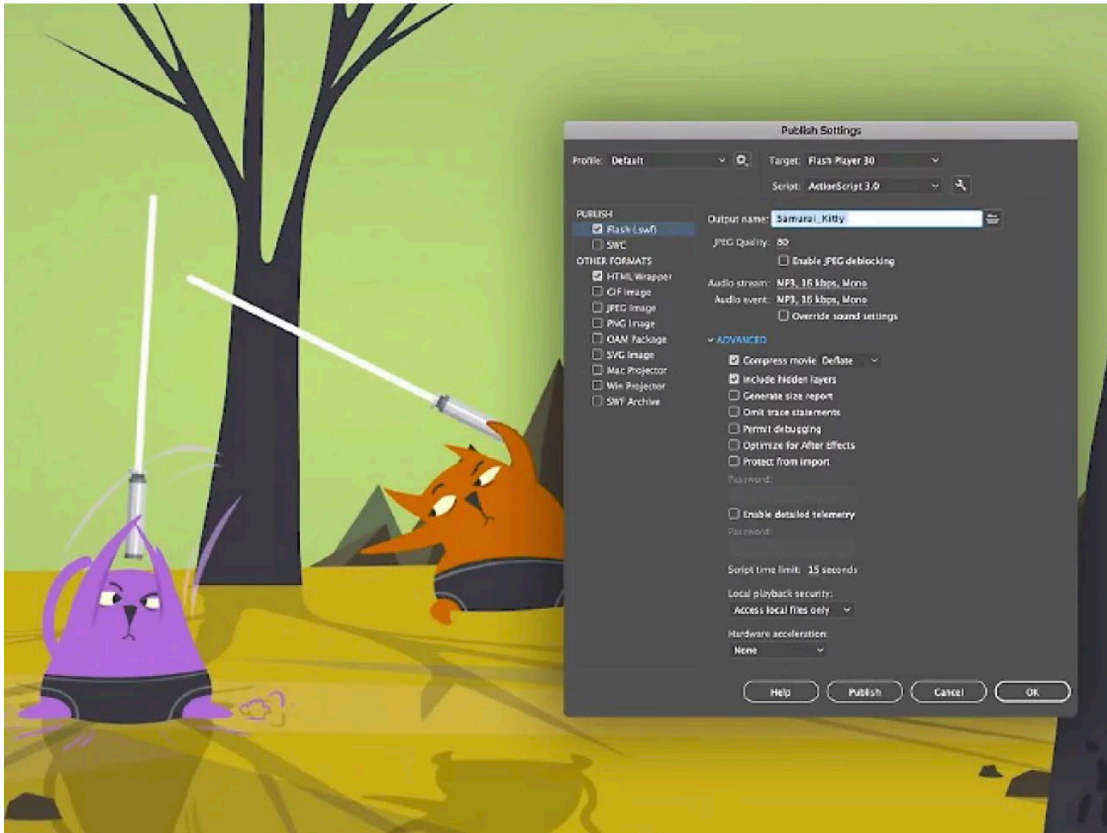 Publish Settings
Profile: Default
Target: Flash Player 30
Script: ActionScript 3.0
PUBLISH
Flash (.swf)
SWC
OTHER FORMATS
HTML Wrapper
GIF Image
JPEG Image
PNG Image
OAM Package
SVG Image
Mac Projector
Win Projector
SWF Archive
Output name: Samurai_Kitty
JPEG Quality: 80
Enable JPEG deblocking
Audio stream: MP3, 16 kbps, Mono
Audio event: MP3, 16 kbps, Mono
Override sound settings
ADVANCED
Compress movie Deflate
Include hidden layers
Generate size report
Omit trace statements
Permit debugging
Optimize for After Effects
Protect from import
Password:
Enable detailed telemetry
Password:
Script time limit: 15 seconds
Local playback security:
Access local files only
Hardware acceleration:
None
Help Publish Cancel OK